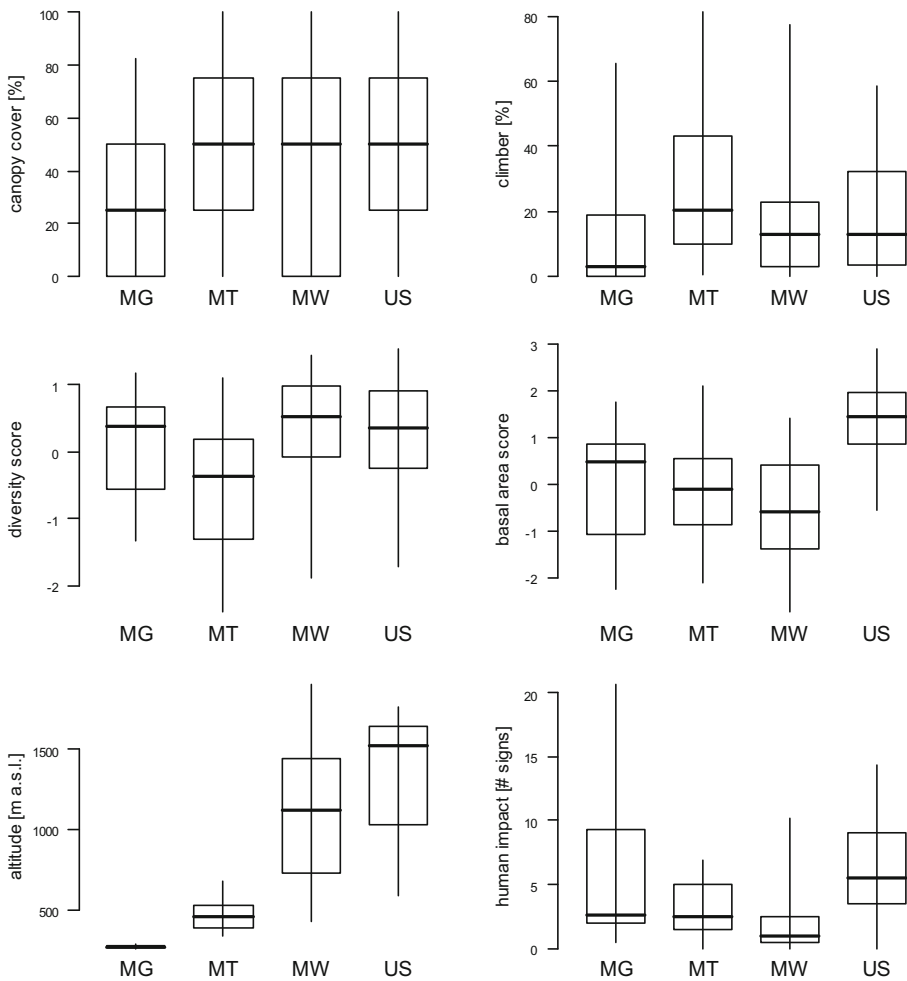 canopy cover [%]
100
80
60
40
20
0
MG MT MW US
climber [%]
80
60
40
20
0
MG MT MW US
diversity score
1
0
-1
-2
MG MT MW US
basal area score
3
2
1
0
-1
-2
MG MT MW US
altitude [m a.s.l.]
1500
1000
500
MG MT MW US
human impact [# signs]
20
15
10
5
0
MG MT MW US